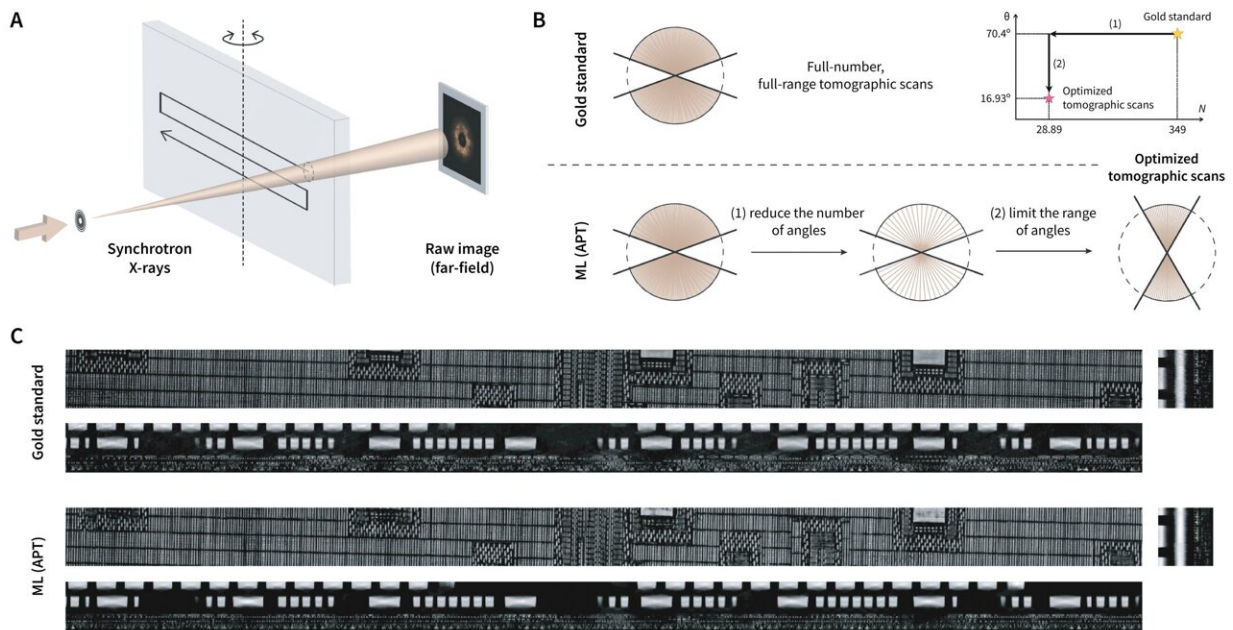 A
Synchrotron
X-rays
Raw image
(far-field)
B
Gold standard
Full-number,
full-range tomographic scans
θ
Gold standard
70.4°
(1)
(2)
Optimized
tomographic scans
16.93°
N
28.89
349
Optimized
tomographic scans
ML (APT)
(1) reduce the number
of angles
(2) limit the range
of angles
C
Gold standard
ML (APT)